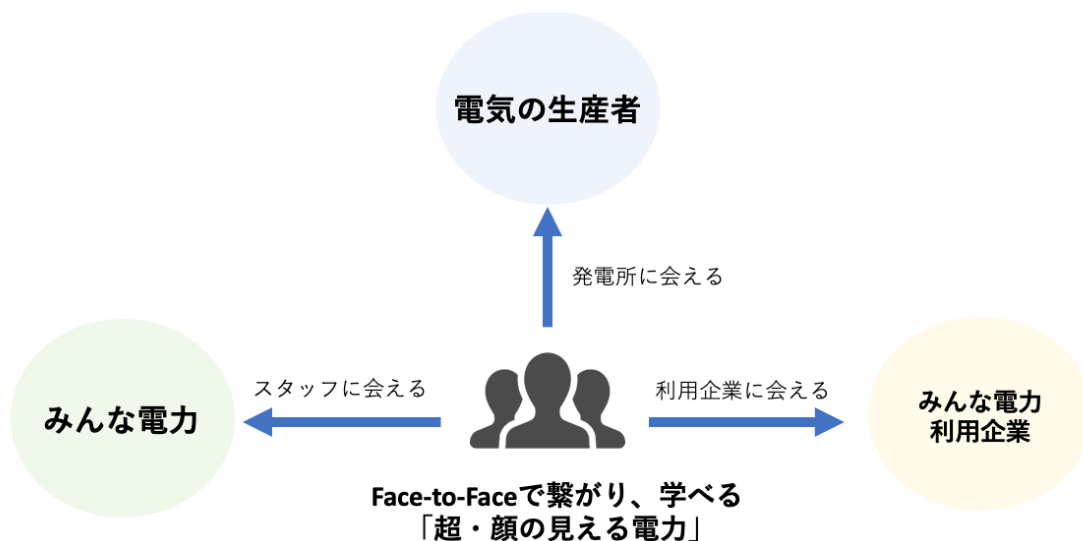 電気の生産者
発電所に会える
スタッフに会える
利用企業に会える
みんな電力
みんな電力
利用企業
Face-to-Faceで繋がり、学べる
「超・顔の見える電力」